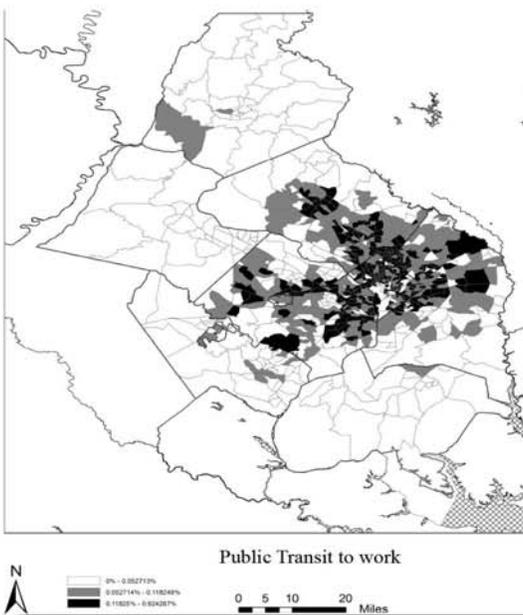 Public Transit to work
N
0% - 0.052713%
0.052714% - 0.118249%
0.11825% - 0.624267%
0 5 10 20
Miles